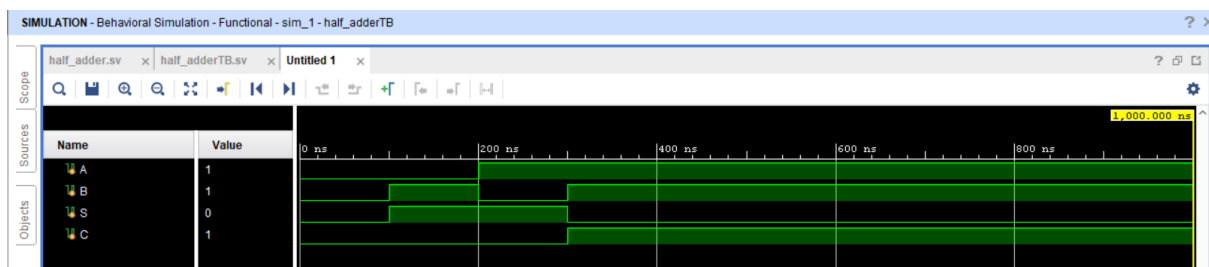 SIMULATION - Behavioral Simulation - Functional - sim_1 - half_adderTB ?
half_adder.sv x half_adderTB.sv x Untitled 1 x ?
Scope
Sources
Objects
1,000.000 ns
Name Value 0 ns 200 ns 400 ns 600 ns 800 ns
A 1
B 1
S 0
C 1